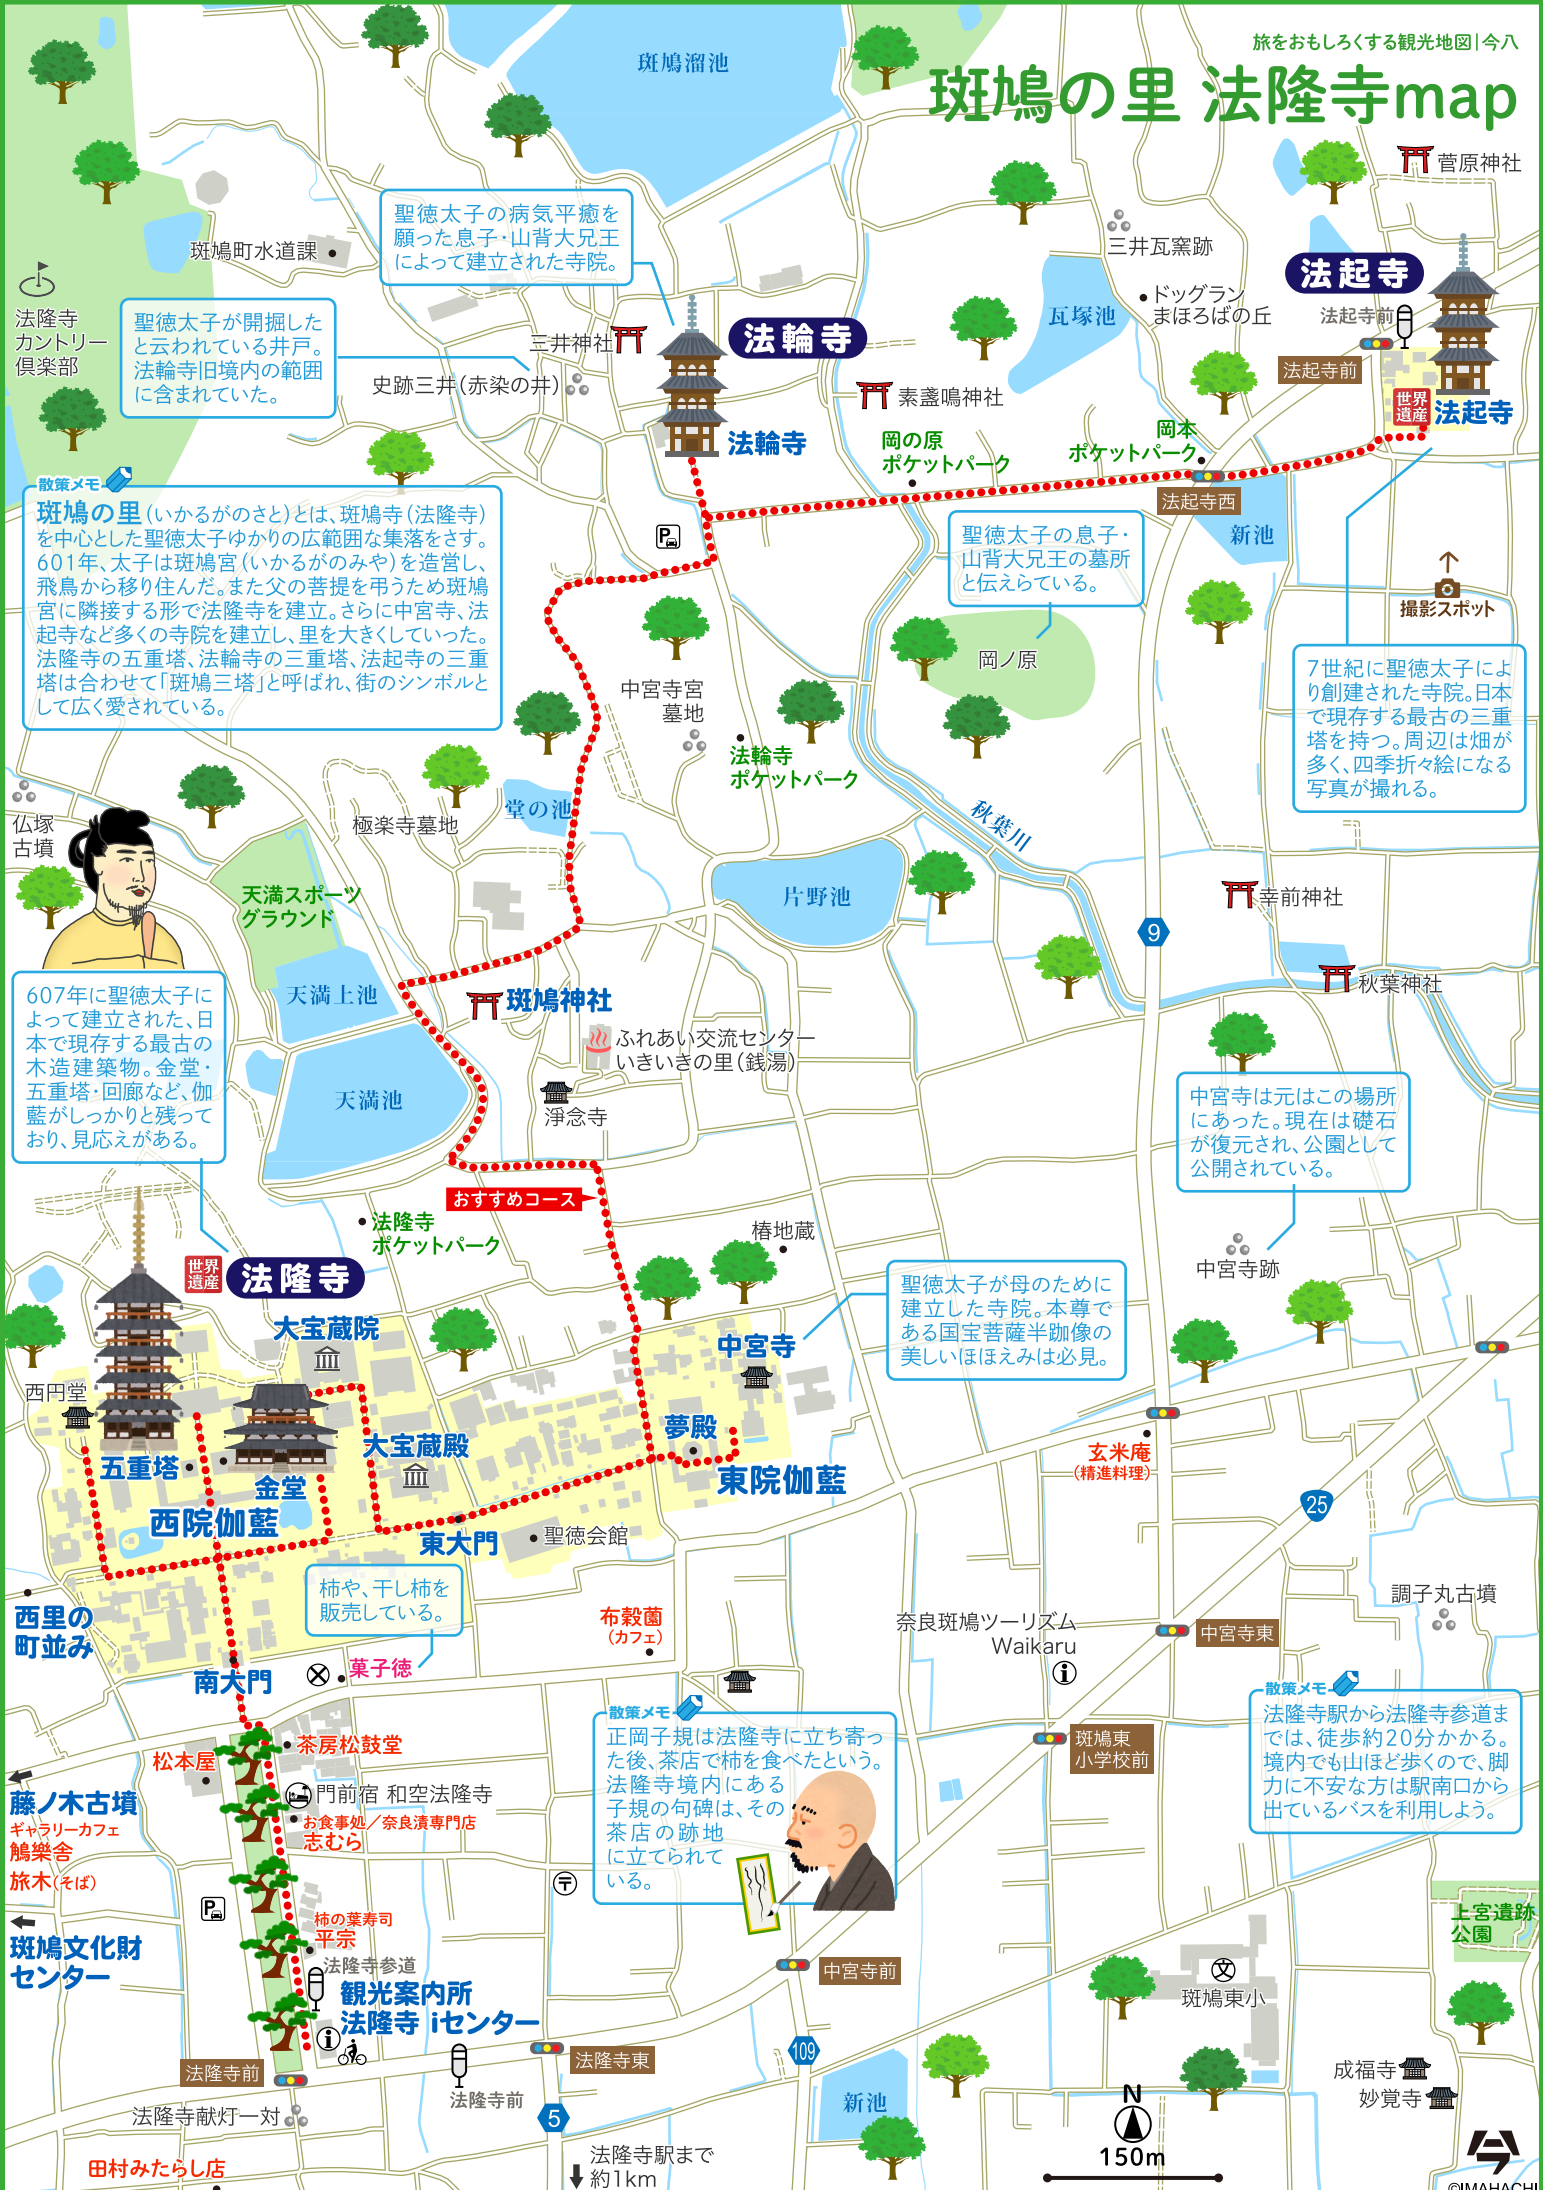 旅をおもしろくする観光地図|今八
斑鳩の里 法隆寺map
斑鳩溜池
菅原神社
聖徳太子の病気平癒を
願った息子・山背大兄王
によって建立された寺院。
斑鳩町水道課
三井瓦窯跡
法起寺
法隆寺
カントリー
倶楽部
聖徳太子が開掘した
と云われている井戸。
法輪寺旧境内の範囲
に含まれていた。
三井神社
史跡三井(赤染の井)
法輪寺
法輪寺
瓦塚池
ドッグラン
まほろばの丘
法起寺前
法起寺前
世界
遺産
法起寺
素盞鳴神社
岡の原
ポケットパーク
岡本
ポケットパーク
法起寺西
新池
散策メモ
斑鳩の里(いかるがのさと)とは、斑鳩寺(法隆寺)
を中心とした聖徳太子ゆかりの広範囲な集落をさす。
601年、太子は斑鳩宮(いかるがのみや)を造営し、
飛鳥から移り住んだ。また父の菩提を弔うため斑鳩
宮に隣接する形で法隆寺を建立。さらに中宮寺、法
起寺など多くの寺院を建立し、里を大きくしていった。
法隆寺の五重塔、法輪寺の三重塔、法起寺の三重
塔は合わせて「斑鳩三塔」と呼ばれ、街のシンボルと
して広く愛されている。
P
聖徳太子の息子・
山背大兄王の墓所
と伝えらている。
岡ノ原
撮影スポット
7世紀に聖徳太子によ
り創建された寺院。日本
で現存する最古の三重
塔を持つ。周辺は畑が
多く、四季折々絵になる
写真が撮れる。
中宮寺宮
墓地
法輪寺
ポケットパーク
堂の池
極楽寺墓地
仏塚
古墳
天満スポーツ
グラウンド
片野池
秋葉川
9
幸前神社
秋葉神社
天満上池
斑鳩神社
ふれあい交流センター
いきいきの里(銭湯)
淨念寺
天満池
607年に聖徳太子に
よって建立された、日
本で現存する最古の
木造建築物。金堂・
五重塔・回廊など、伽
藍がしっかりと残って
おり、見応えがある。
中宮寺は元はこの場所
にあった。現在は礎石
が復元され、公園として
公開されている。
中宮寺跡
おすすめコース
法隆寺
ポケットパーク
椿地蔵
世界
遺産
法隆寺
聖徳太子が母のために
建立した寺院。本尊で
ある国宝菩薩半跏像の
美しいほほえみは必見。
大宝蔵院
中宮寺
西円堂
五重塔
金堂
西院伽藍
大宝蔵殿
夢殿
東院伽藍
東大門
聖徳会館
玄米庵
(精進料理)
25
柿や、干し柿を
販売している。
西里の
町並み
南大門
菓子徳
布穀薗
(カフェ)
奈良斑鳩ツーリズム
Waikaru
中宮寺東
調子丸古墳
斑鳩東
小学校前
散策メモ
正岡子規は法隆寺に立ち寄っ
た後、茶店で柿を食べたという。
法隆寺境内にある
子規の句碑は、その
茶店の跡地
に立てられて
いる。
散策メモ
法隆寺駅から法隆寺参道ま
では、徒歩約20分かかる。
境内でも山ほど歩くので、脚
力に不安な方は駅南口から
出ているバスを利用しよう。
松本屋
茶房松鼓堂
門前宿 和空法隆寺
お食事処/奈良漬専門店
志むら
藤ノ木古墳
ギャラリーカフェ
鵤樂舎
旅木(そば)
P
斑鳩文化財
センター
柿の葉寿司
平宗
法隆寺参道
観光案内所
法隆寺 iセンター
法隆寺前
法隆寺前
法隆寺東
中宮寺前
109
5
新池
文
斑鳩東小
上宮遺跡
公園
成福寺
妙覚寺
法隆寺献灯一対
田村みたらし店
法隆寺駅まで
約1km
N
150m
©IMAHACHI